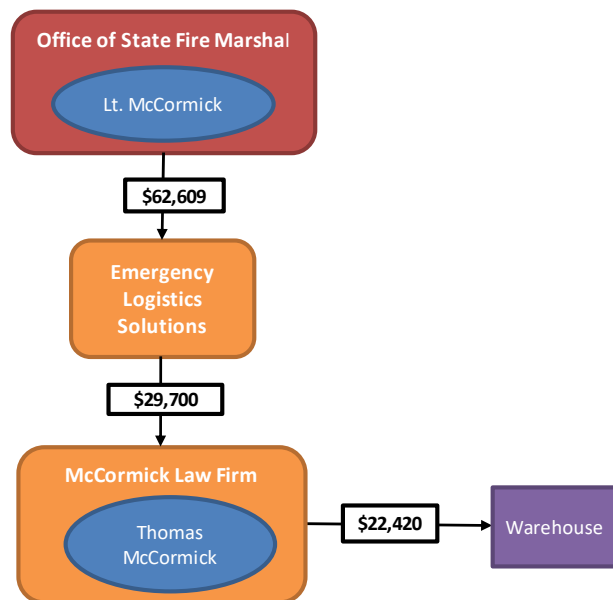 Office of State Fire Marshal
Lt. McCormick
$62,609
Emergency
Logistics
Solutions
$29,700
McCormick Law Firm
Thomas
McCormick
$22,420
Warehouse